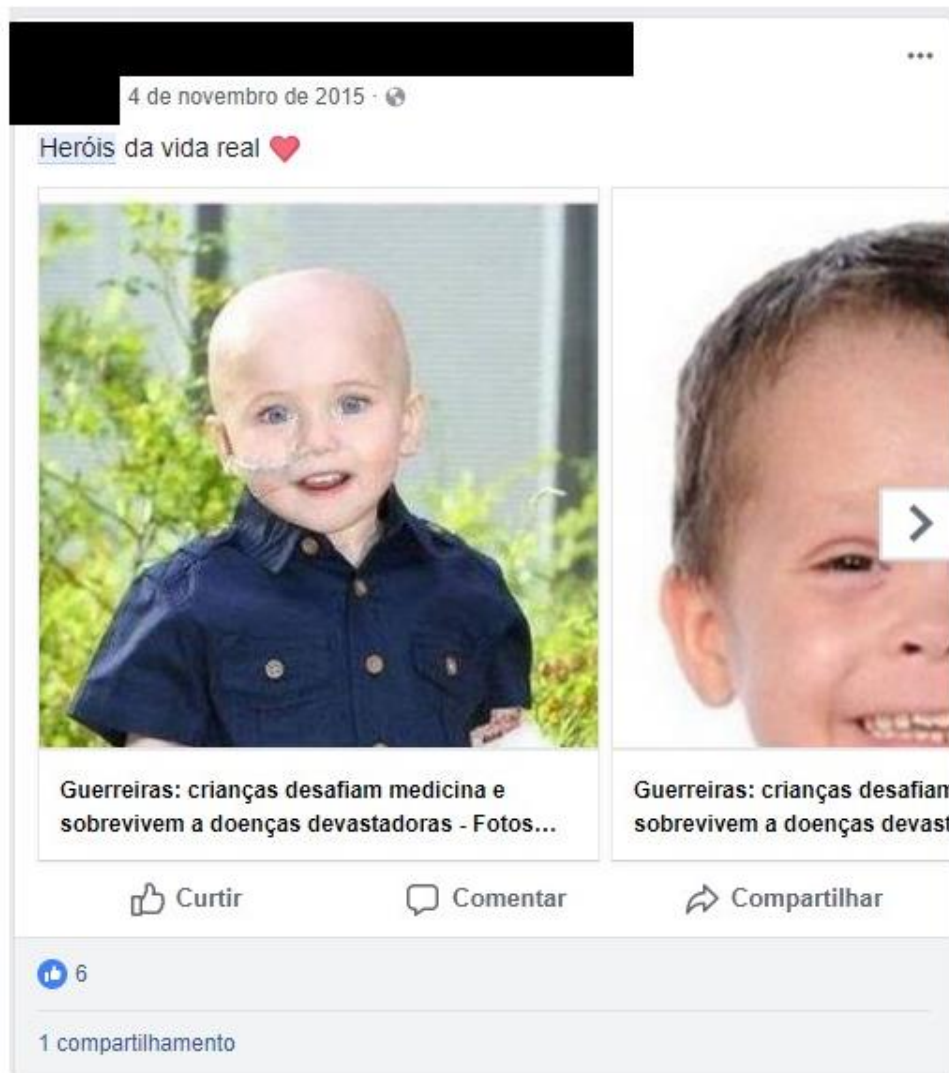 4 de novembro de 2015 ·
Heróis da vida real
Guerreiras: crianças desafiam medicina e
sobrevivem a doenças devastadoras - Fotos...
Guerreiras: crianças desafiam
sobrevivem a doenças devast
Curtir
Comentar
Compartilhar
6
1 compartilhamento